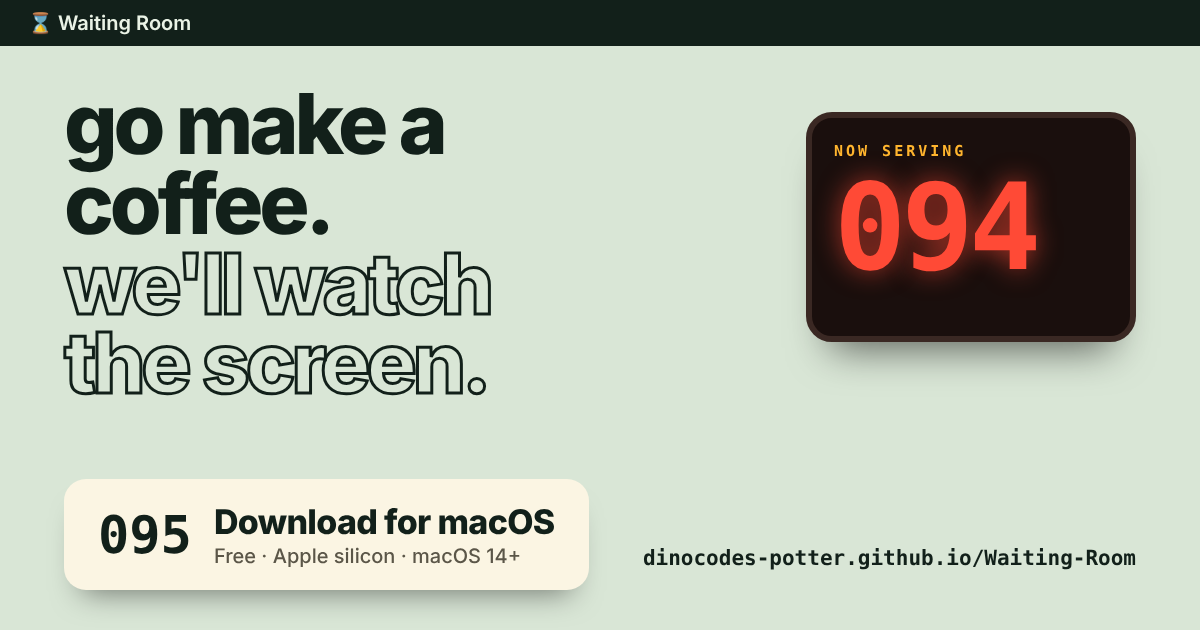 ⌛ Waiting Room
go make a
coffee.
we'll watch
the screen.
NOW SERVING
094
095
Download for macOS
Free · Apple silicon · macOS 14+
dinocodes-potter.github.io/Waiting-Room